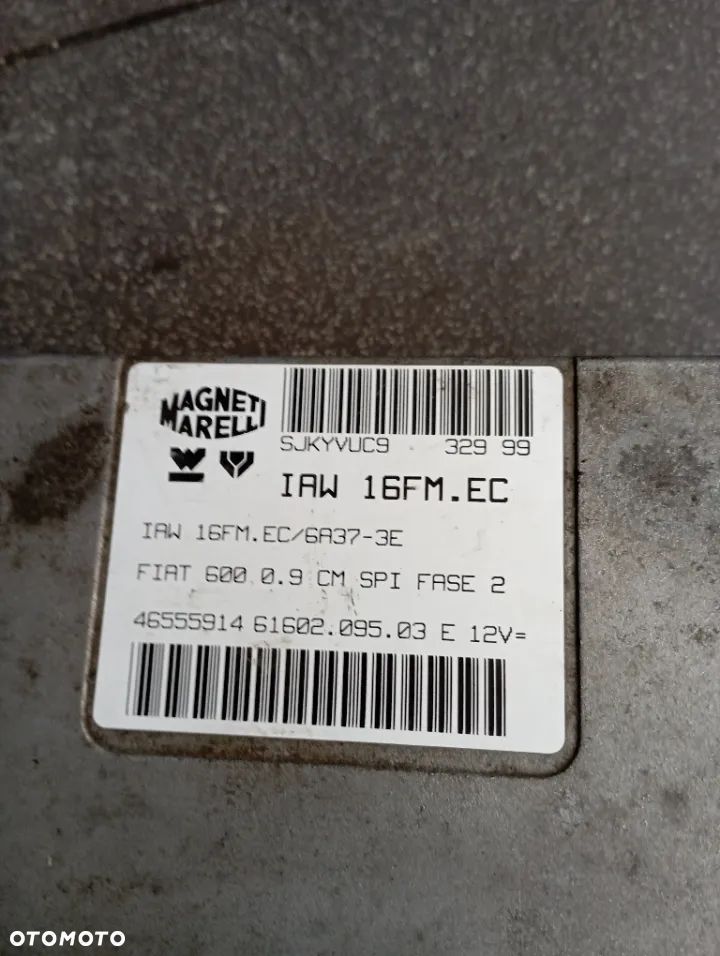 MAGNETI
MARELLI
SJKYVUC9 329 99
IAW 16FM.EC
IAW 16FM.EC/6A37-3E
FIAT 600 0.9 CM SPI FASE 2
46555914 61602.095.03 E 12V=
OTOMOTO